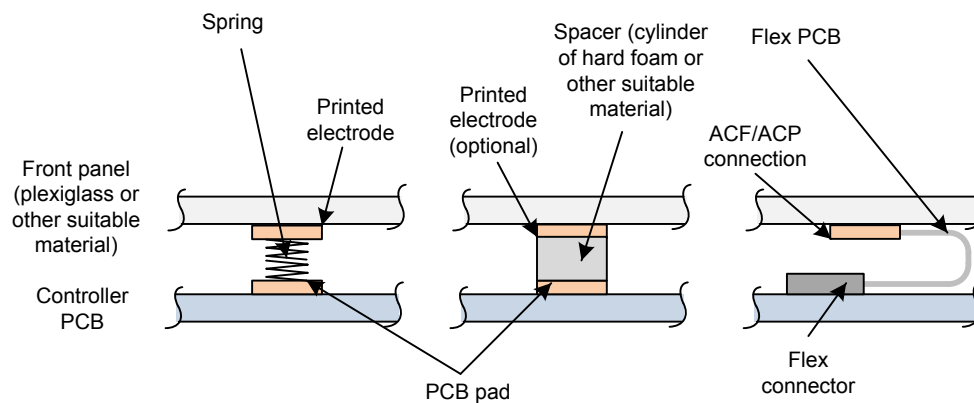 Spring
Printed
electrode
Front panel
(plexiglass or
other suitable
material)
Controller
PCB
Spacer (cylinder
of hard foam or
other suitable
material)
Printed
electrode
(optional)
PCB pad
Flex PCB
ACF/ACP
connection
Flex
connector